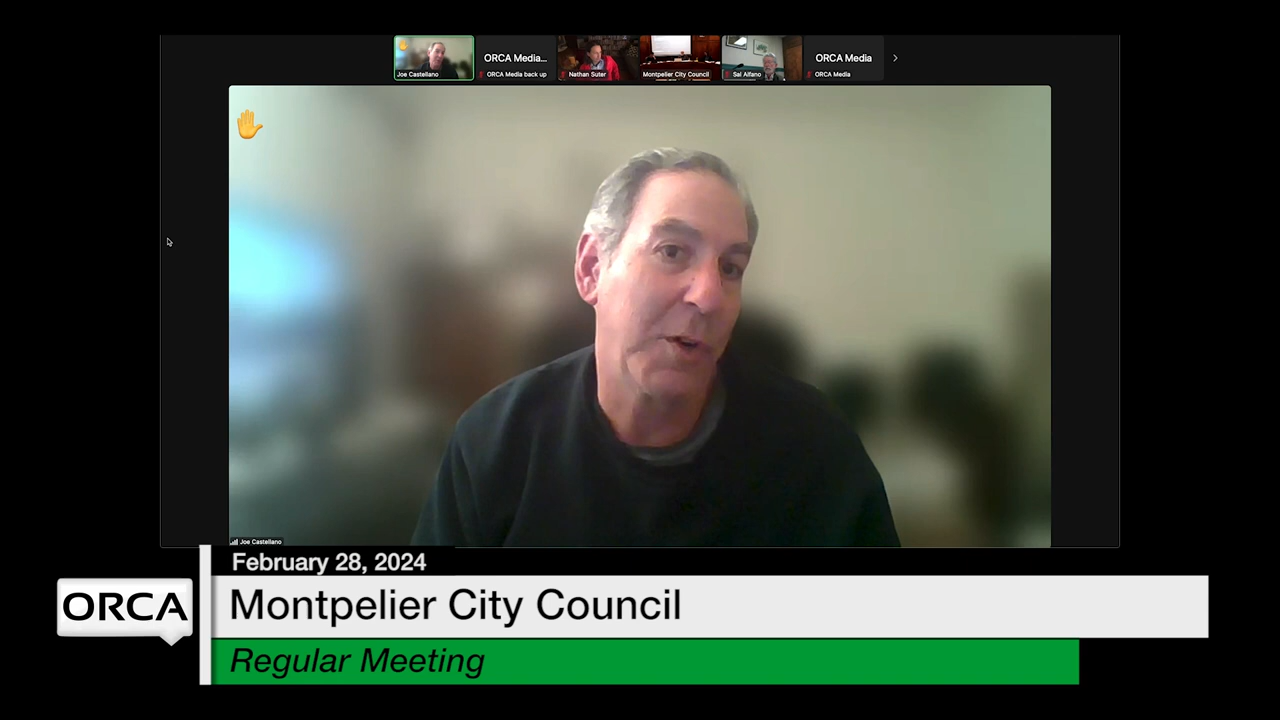 ORCA Media...
ORCA Media
Joe Castellano
ORCA Media back up
Nathan Suter
Montpelier City Council
Sal Alfano
ORCA Media
Joe Castellano
February 28, 2024
ORCA
Montpelier City Council
Regular Meeting